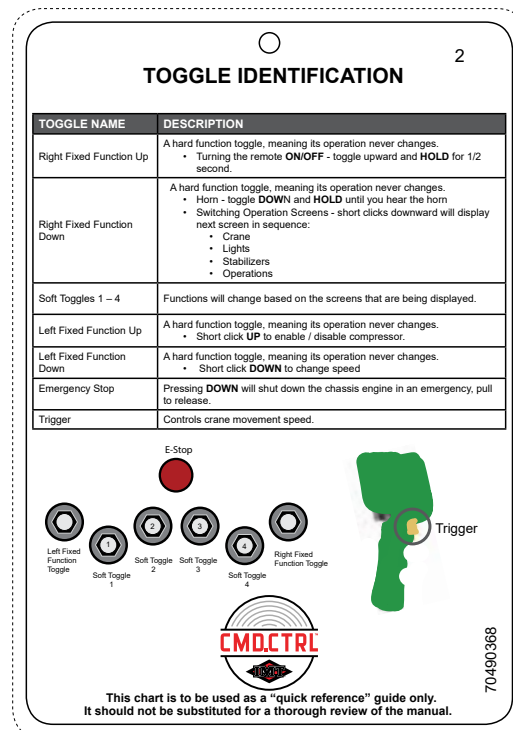 2
TOGGLE IDENTIFICATION
TOGGLE NAME DESCRIPTION
Right Fixed Function Up
A hard function toggle, meaning its operation never changes.
• Turning the remote ON/OFF - toggle upward and HOLD for 1/2
second.
Right Fixed Function
Down
A hard function toggle, meaning its operation never changes.
• Horn - toggle DOWN and HOLD until you hear the horn
• Switching Operation Screens - short clicks downward will display
next screen in sequence:
• Crane
• Lights
• Stabilizers
• Operations
Soft Toggles 1 – 4
Functions will change based on the screens that are being displayed.
Left Fixed Function Up
A hard function toggle, meaning its operation never changes.
• Short click UP to enable / disable compressor.
Left Fixed Function
Down
A hard function toggle, meaning its operation never changes.
• Short click DOWN to change speed
Emergency Stop
Pressing DOWN will shut down the chassis engine in an emergency, pull
to release.
Trigger
Controls crane movement speed.
E-Stop
Left Fixed
Function
Toggle
1
Soft Toggle
1
2
Soft Toggle
2
3
Soft Toggle
3
4
Soft Toggle
4
Right Fixed
Function Toggle
Trigger
CMD.CTRL
IMT
70490368
This chart is to be used as a “quick reference” guide only.
It should not be substituted for a thorough review of the manual.